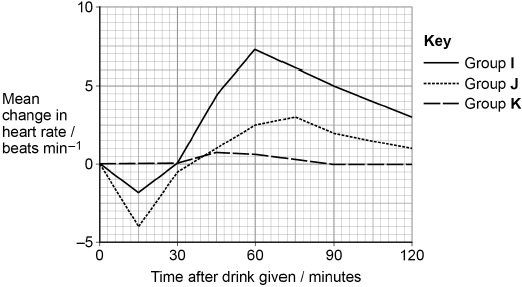 10
5
0
–5
Mean
change in
heart rate /
beats min–1
0
30
60
90
120
Time after drink given / minutes
Key
Group I
Group J
Group K